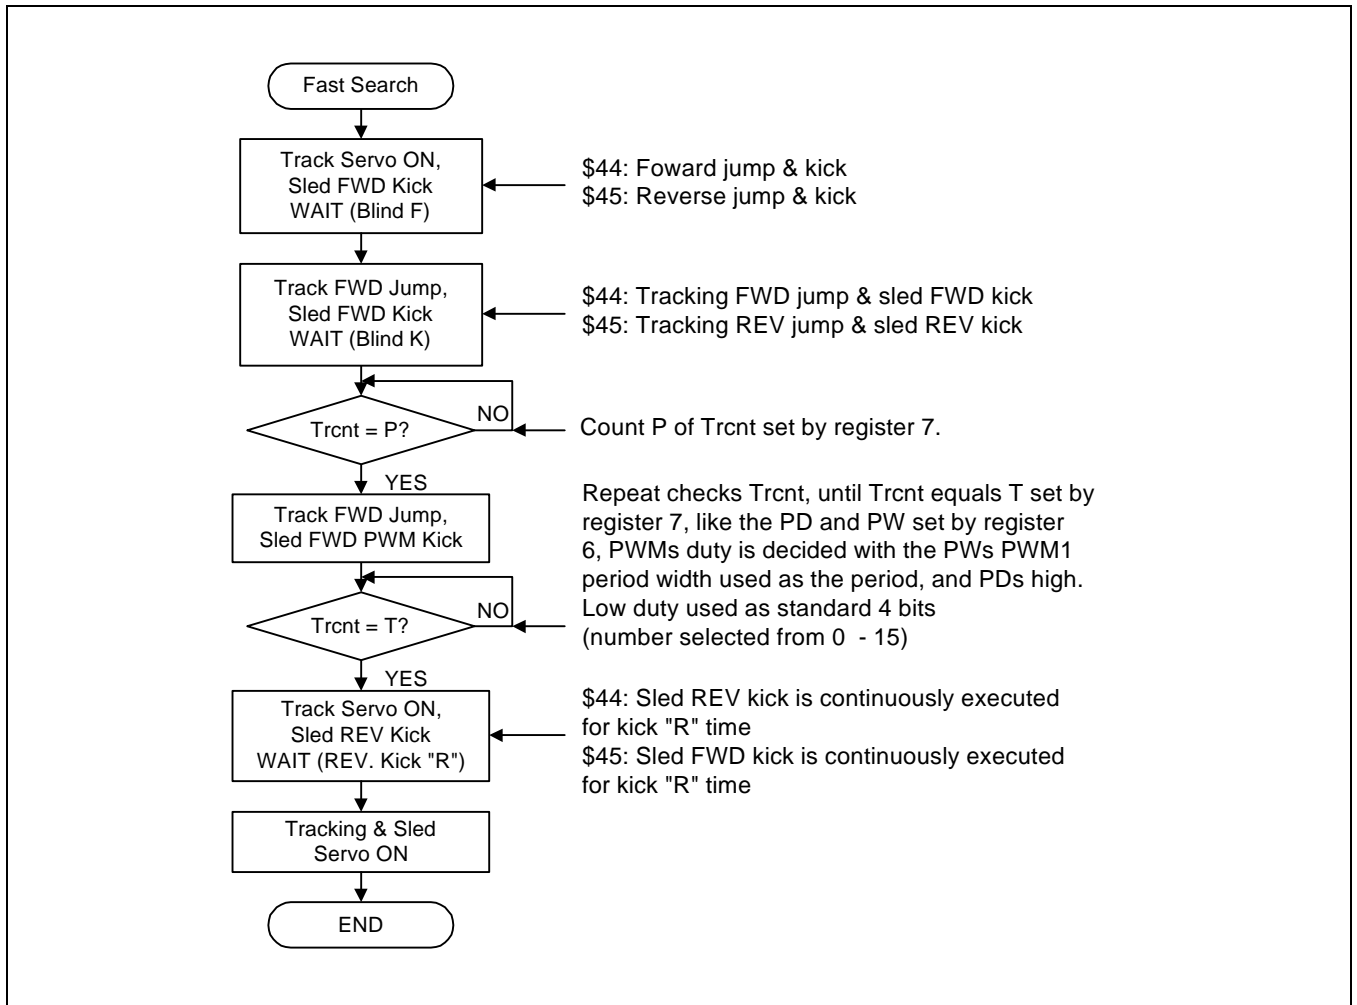 Fast Search
Track Servo ON,
Sled FWD Kick
WAIT (Blind F)
$44: Foward jump & kick
$45: Reverse jump & kick
Track FWD Jump,
Sled FWD Kick
WAIT (Blind K)
$44: Tracking FWD jump & sled FWD kick
$45: Tracking REV jump & sled REV kick
Trcnt = P?
NO
Count P of Trcnt set by register 7.
YES
Track FWD Jump,
Sled FWD PWM Kick
Repeat checks Trcnt, until Trcnt equals T set by
register 7, like the PD and PW set by register
6, PWMs duty is decided with the PWs PWM1
period width used as the period, and PDs high.
Low duty used as standard 4 bits
(number selected from 0 - 15)
Trcnt = T?
NO
YES
Track Servo ON,
Sled REV Kick
WAIT (REV. Kick "R")
$44: Sled REV kick is continuously executed
for kick "R" time
$45: Sled FWD kick is continuously executed
for kick "R" time
Tracking & Sled
Servo ON
END